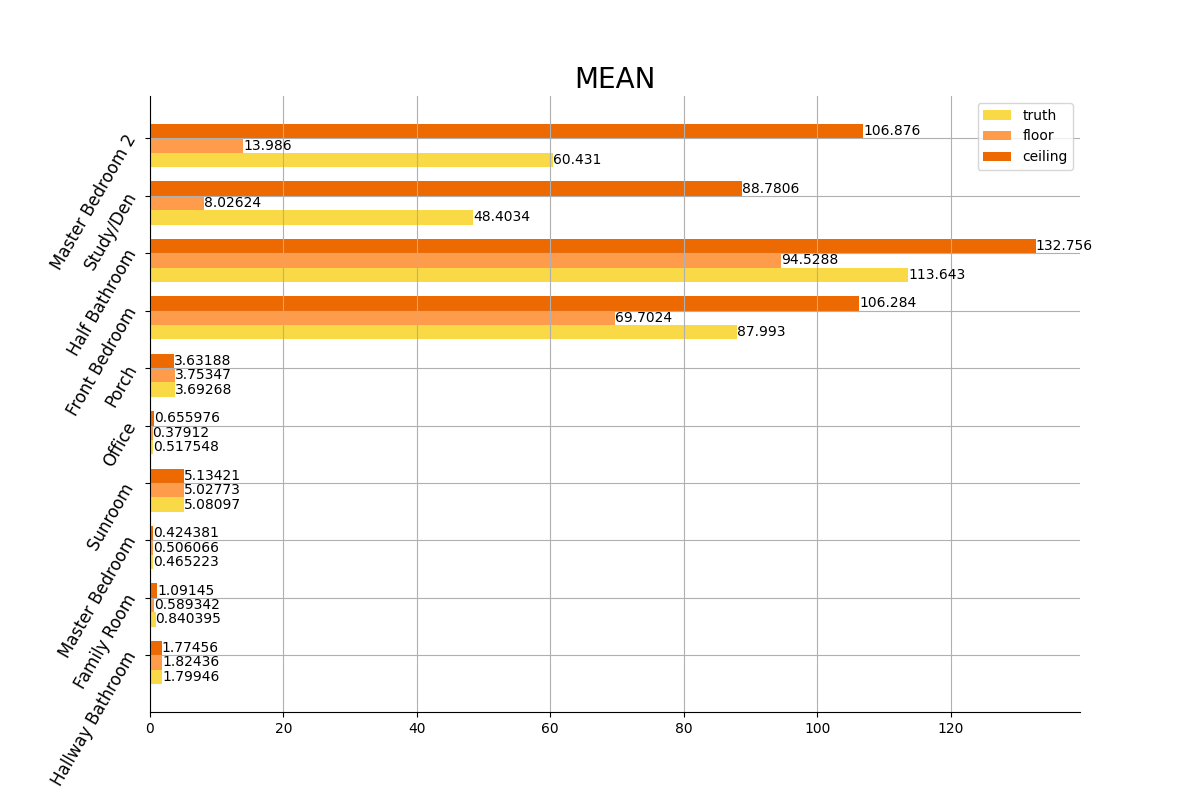 MEAN
truth
floor
ceiling
Master Bedroom 2
106.876
13.986
60.431
Study/Den
88.7806
8.02624
48.4034
Half Bathroom
132.756
94.5288
113.643
Front Bedroom
106.284
69.7024
87.993
Porch
3.63188
3.75347
3.69268
Office
0.655976
0.37912
0.517548
Sunroom
5.13421
5.02773
5.08097
Master Bedroom
0.424381
0.506066
0.465223
Family Room
1.09145
0.589342
0.840395
Hallway Bathroom
1.77456
1.82436
1.79946
0 20 40 60 80 100 120